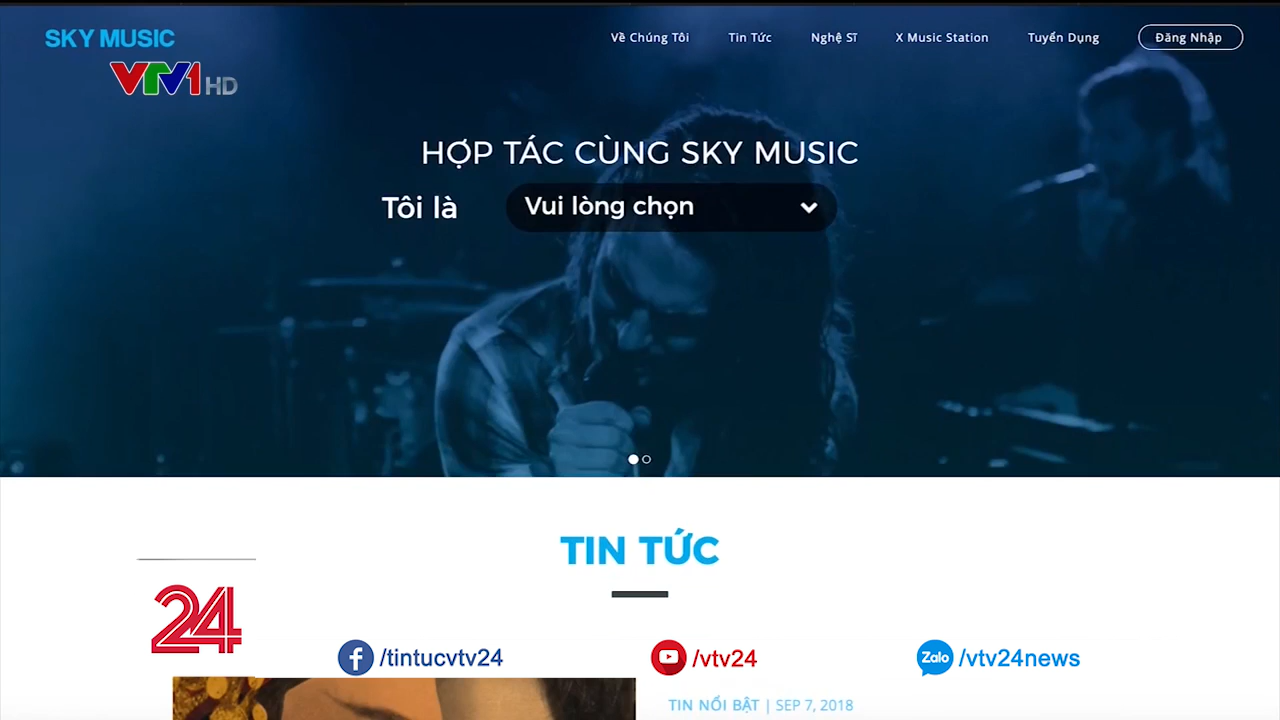 SKY MUSIC
Về Chúng Tôi
Tin Tức
Nghệ Sĩ
X Music Station
Tuyển Dụng
Đăng Nhập
VTV1 HD
HỢP TÁC CÙNG SKY MUSIC
Tôi là
Vui lòng chọn
TIN TỨC
24
/tintucvtv24
/vtv24
Zalo /vtv24news
TIN NỔI BẬT | SEP 7, 2018